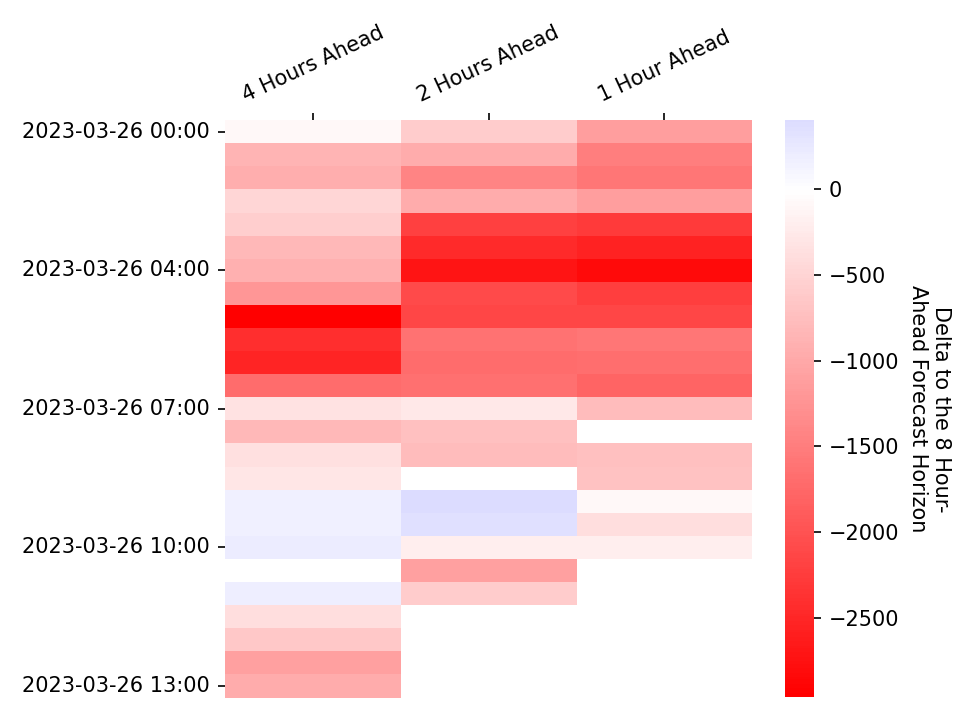 4 Hours Ahead
2 Hours Ahead
1 Hour Ahead
2023-03-26 00:00
2023-03-26 04:00
2023-03-26 07:00
2023-03-26 10:00
2023-03-26 13:00
0
−500
−1000
−1500
−2000
−2500
Delta to the 8 Hour-
Ahead Forecast Horizon